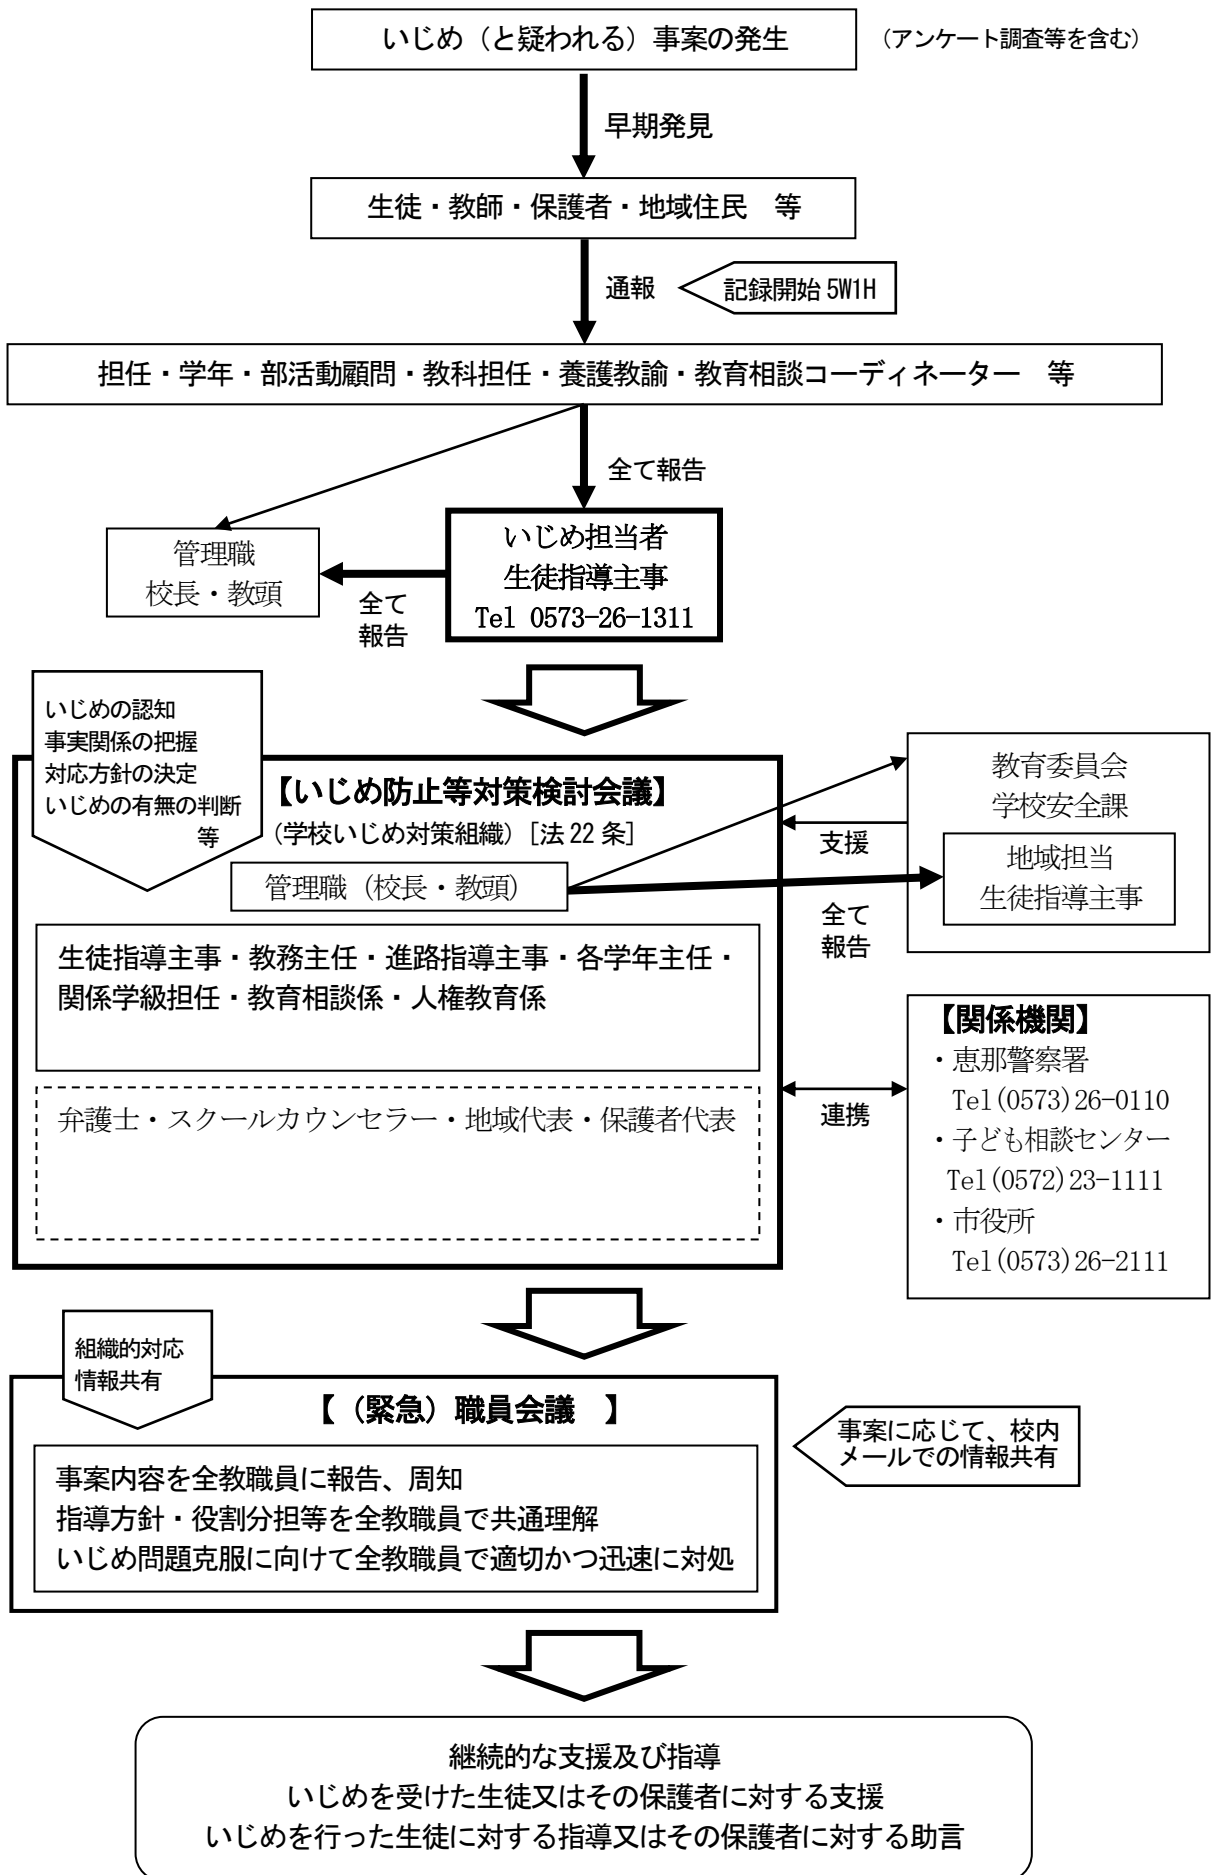 いじめ（と疑われる）事案の発生
（アンケート調査等を含む）
早期発見
生徒・教師・保護者・地域住民　等
通報
記録開始 5W1H
担任・学年・部活動顧問・教科担任・養護教諭・教育相談コーディネーター　等
全て報告
管理職
校長・教頭
全て
報告
いじめ担当者
生徒指導主事
Tel 0573-26-1311
いじめの認知
事実関係の把握
対応方針の決定
いじめの有無の判断
等
【いじめ防止等対策検討会議】
（学校いじめ対策組織）［法 22 条］
管理職（校長・教頭）
生徒指導主事・教務主任・進路指導主事・各学年主任・
関係学級担任・教育相談係・人権教育係
弁護士・スクールカウンセラー・地域代表・保護者代表
支援
全て
報告
教育委員会
学校安全課
地域担当
生徒指導主事
連携
【関係機関】
・恵那警察署
Tel(0573)26-0110
・子ども相談センター
Tel(0572)23-1111
・市役所
Tel(0573)26-2111
組織的対応
情報共有
【（緊急）職員会議　】
事案内容を全教職員に報告、周知
指導方針・役割分担等を全教職員で共通理解
いじめ問題克服に向けて全教職員で適切かつ迅速に対処
事案に応じて、校内
メールでの情報共有
継続的な支援及び指導
いじめを受けた生徒又はその保護者に対する支援
いじめを行った生徒に対する指導又はその保護者に対する助言